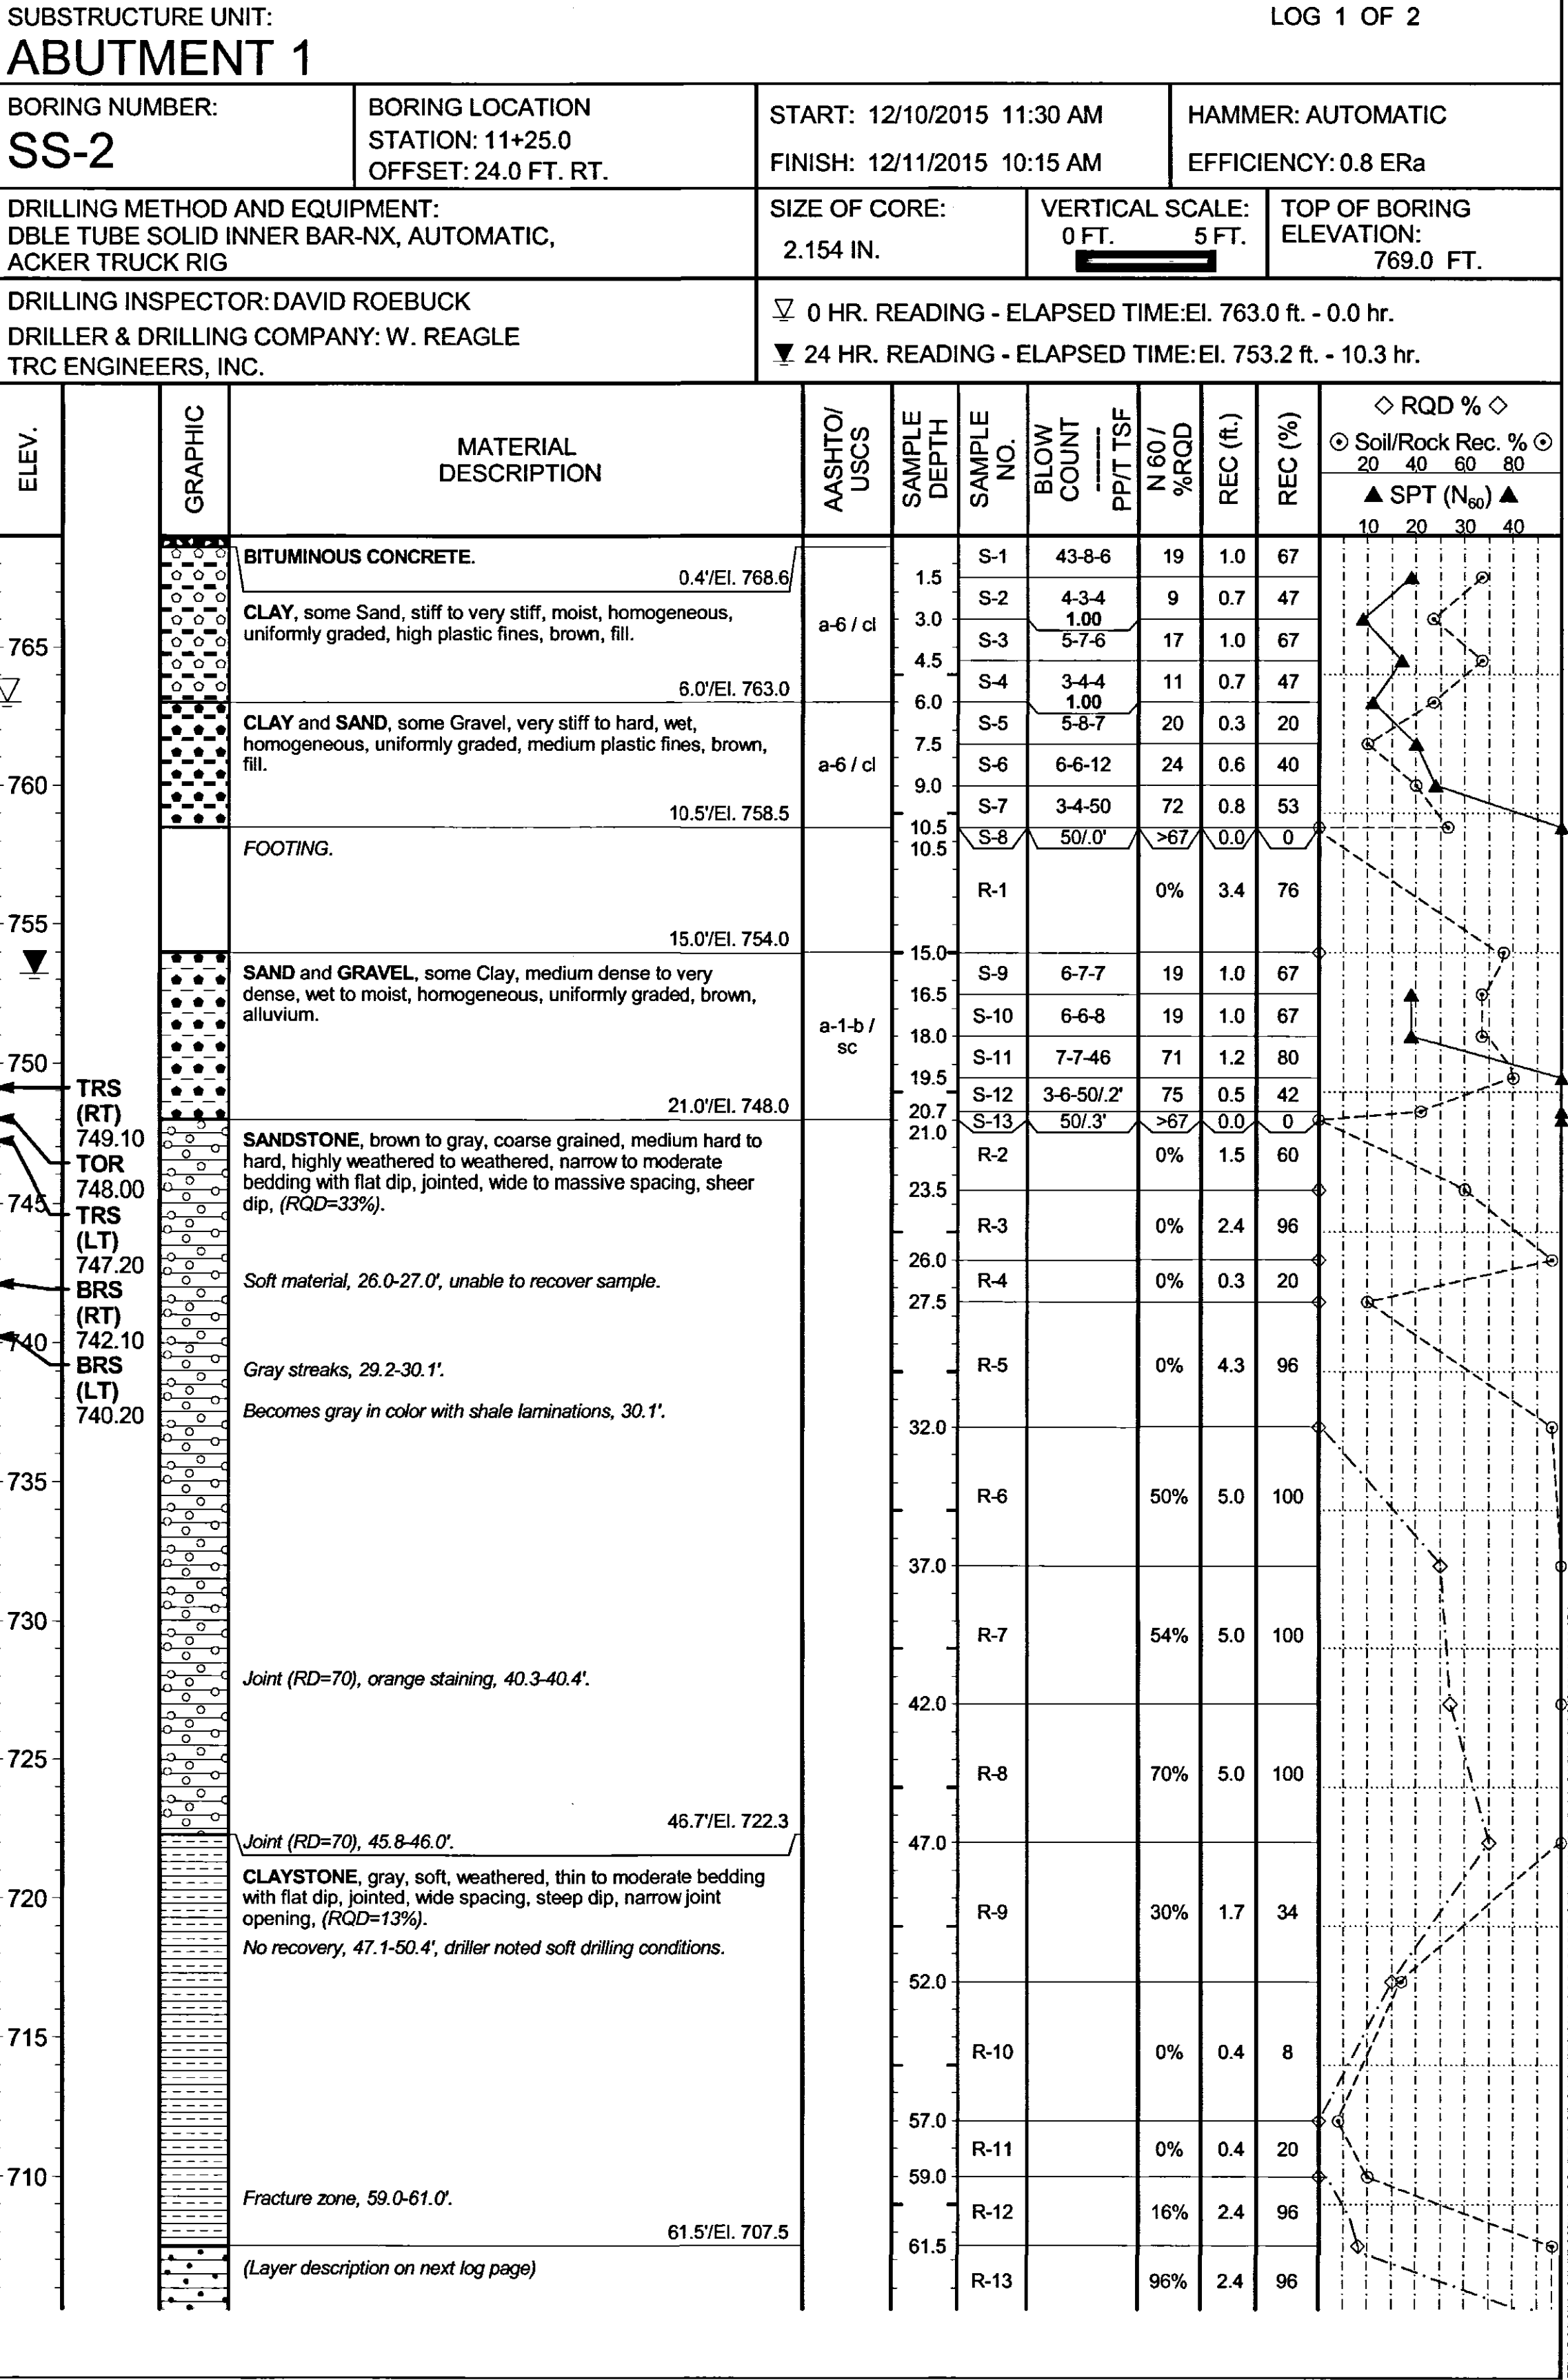 SUBSTRUCTURE UNIT:
LOG 1 OF 2
ABUTMENT 1
BORING NUMBER:
SS-2
BORING LOCATION
STATION: 11+25.0
OFFSET: 24.0 FT. RT.
START: 12/10/2015 11:30 AM
FINISH: 12/11/2015 10:15 AM
HAMMER: AUTOMATIC
EFFICIENCY: 0.8 ERa
DRILLING METHOD AND EQUIPMENT:
DBLE TUBE SOLID INNER BAR-NX, AUTOMATIC,
ACKER TRUCK RIG
SIZE OF CORE:
2.154 IN.
VERTICAL SCALE:
0 FT. 5 FT.
TOP OF BORING
ELEVATION:
769.0 FT.
DRILLING INSPECTOR: DAVID ROEBUCK
DRILLER & DRILLING COMPANY: W. REAGLE
TRC ENGINEERS, INC.
0 HR. READING - ELAPSED TIME:El. 763.0 ft. - 0.0 hr.
24 HR. READING - ELAPSED TIME: El. 753.2 ft. - 10.3 hr.
ELEV.
GRAPHIC
MATERIAL
DESCRIPTION
AASHTO/
USCS
SAMPLE
DEPTH
SAMPLE
NO.
BLOW
COUNT
--------
PP/T TSF
N 60 /
%RQD
REC (ft.)
REC (%)
◇ RQD % ◇
⊙ Soil/Rock Rec. % ⊙
20 40 60 80
▲ SPT (N60) ▲
10 20 30 40
BITUMINOUS CONCRETE.
0.4'/El. 768.6
CLAY, some Sand, stiff to very stiff, moist, homogeneous,
uniformly graded, high plastic fines, brown, fill.
6.0'/El. 763.0
a-6 / cl
CLAY and SAND, some Gravel, very stiff to hard, wet,
homogeneous, uniformly graded, medium plastic fines, brown,
fill.
10.5'/El. 758.5
a-6 / cl
FOOTING.
15.0'/El. 754.0
SAND and GRAVEL, some Clay, medium dense to very
dense, wet to moist, homogeneous, uniformly graded, brown,
alluvium.
21.0'/El. 748.0
a-1-b /
sc
SANDSTONE, brown to gray, coarse grained, medium hard to
hard, highly weathered to weathered, narrow to moderate
bedding with flat dip, jointed, wide to massive spacing, sheer
dip, (RQD=33%).
Soft material, 26.0-27.0', unable to recover sample.
Gray streaks, 29.2-30.1'.
Becomes gray in color with shale laminations, 30.1'.
Joint (RD=70), orange staining, 40.3-40.4'.
46.7'/El. 722.3
Joint (RD=70), 45.8-46.0'.
CLAYSTONE, gray, soft, weathered, thin to moderate bedding
with flat dip, jointed, wide spacing, steep dip, narrow joint
opening, (RQD=13%).
No recovery, 47.1-50.4', driller noted soft drilling conditions.
Fracture zone, 59.0-61.0'.
61.5'/El. 707.5
(Layer description on next log page)
765
760
755
750
745
740
735
730
725
720
715
710
TRS
(RT)
749.10
TOR
748.00
TRS
(LT)
747.20
BRS
(RT)
742.10
BRS
(LT)
740.20
S-1 43-8-6 19 1.0 67
1.5
S-2 4-3-4 9 0.7 47
3.0 1.00
S-3 5-7-6 17 1.0 67
4.5
S-4 3-4-4 11 0.7 47
6.0 1.00
S-5 5-8-7 20 0.3 20
7.5
S-6 6-6-12 24 0.6 40
9.0
S-7 3-4-50 72 0.8 53
10.5
S-8 50/.0' >67 0.0 0
10.5
R-1 0% 3.4 76
15.0
S-9 6-7-7 19 1.0 67
16.5
S-10 6-6-8 19 1.0 67
18.0
S-11 7-7-46 71 1.2 80
19.5
S-12 3-6-50/.2' 75 0.5 42
20.7
S-13 50/.3' >67 0.0 0
21.0
R-2 0% 1.5 60
23.5
R-3 0% 2.4 96
26.0
R-4 0% 0.3 20
27.5
R-5 0% 4.3 96
32.0
R-6 50% 5.0 100
37.0
R-7 54% 5.0 100
42.0
R-8 70% 5.0 100
47.0
R-9 30% 1.7 34
52.0
R-10 0% 0.4 8
57.0
R-11 0% 0.4 20
59.0
R-12 16% 2.4 96
61.5
R-13 96% 2.4 96